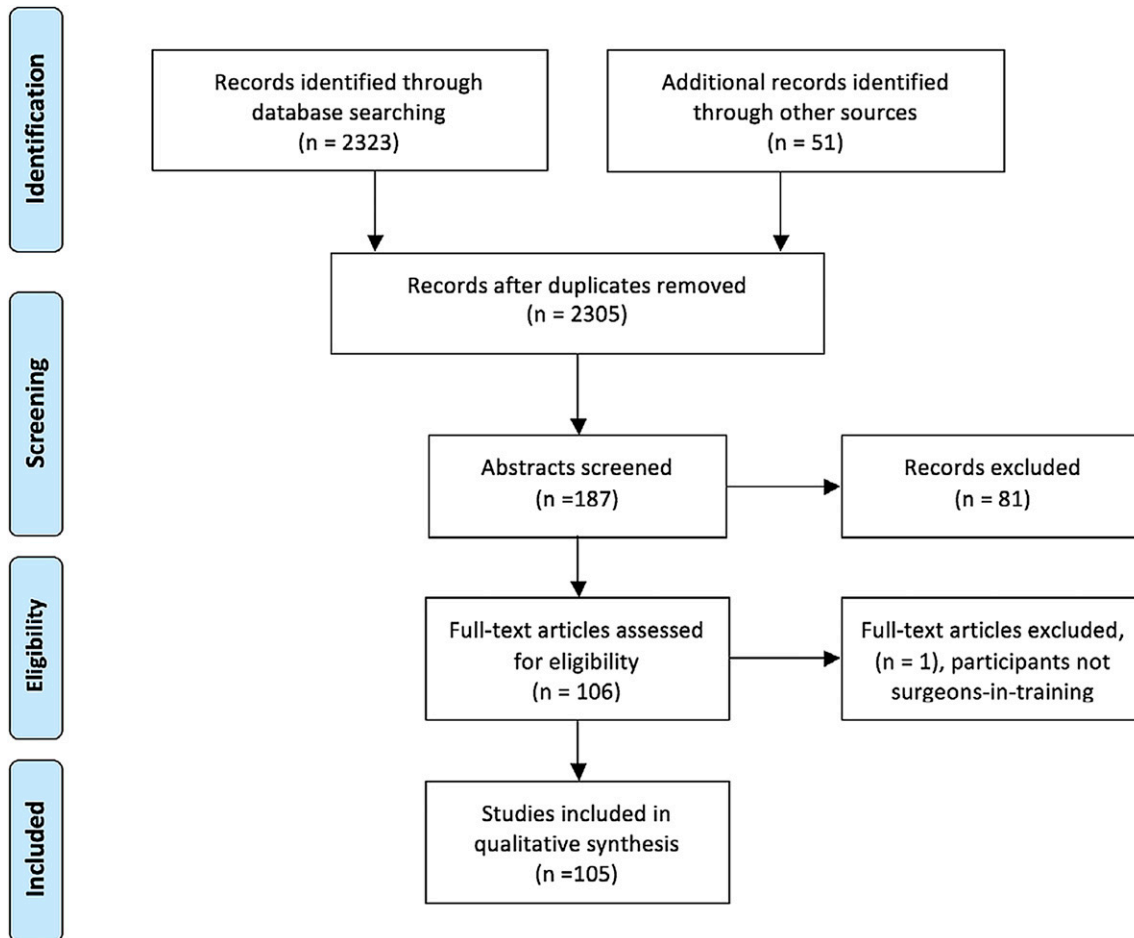 Identification
Records identified through
database searching
(n = 2323)
Additional records identified
through other sources
(n = 51)
Records after duplicates removed
(n = 2305)
Screening
Abstracts screened
(n =187)
Records excluded
(n = 81)
Eligibility
Full-text articles assessed
for eligibility
(n = 106)
Full-text articles excluded,
(n = 1), participants not
surgeons-in-training
Included
Studies included in
qualitative synthesis
(n =105)